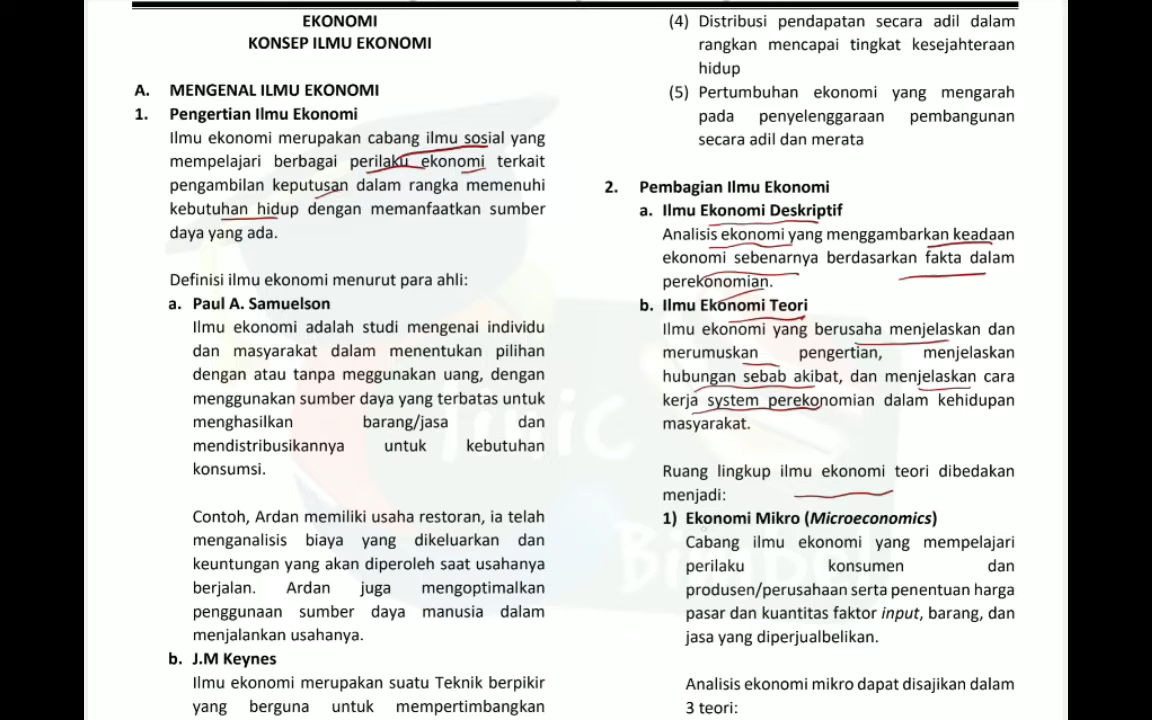 EKONOMI
KONSEP ILMU EKONOMI
A. MENGENAL ILMU EKONOMI
1. Pengertian Ilmu Ekonomi
Ilmu ekonomi merupakan cabang ilmu sosial yang
mempelajari berbagai perilaku ekonomi terkait
pengambilan keputusan dalam rangka memenuhi
kebutuhan hidup dengan memanfaatkan sumber
daya yang ada.
Definisi ilmu ekonomi menurut para ahli:
a. Paul A. Samuelson
Ilmu ekonomi adalah studi mengenai individu
dan masyarakat dalam menentukan pilihan
dengan atau tanpa meggunakan uang, dengan
menggunakan sumber daya yang terbatas untuk
menghasilkan barang/jasa dan
mendistribusikannya untuk kebutuhan
konsumsi.
Contoh, Ardan memiliki usaha restoran, ia telah
menganalisis biaya yang dikeluarkan dan
keuntungan yang akan diperoleh saat usahanya
berjalan. Ardan juga mengoptimalkan
penggunaan sumber daya manusia dalam
menjalankan usahanya.
b. J.M Keynes
Ilmu ekonomi merupakan suatu Teknik berpikir
yang berguna untuk mempertimbangkan
(4) Distribusi pendapatan secara adil dalam
rangkan mencapai tingkat kesejahteraan
hidup
(5) Pertumbuhan ekonomi yang mengarah
pada penyelenggaraan pembangunan
secara adil dan merata
2. Pembagian Ilmu Ekonomi
a. Ilmu Ekonomi Deskriptif
Analisis ekonomi yang menggambarkan keadaan
ekonomi sebenarnya berdasarkan fakta dalam
perekonomian.
b. Ilmu Ekonomi Teori
Ilmu ekonomi yang berusaha menjelaskan dan
merumuskan pengertian, menjelaskan
hubungan sebab akibat, dan menjelaskan cara
kerja system perekonomian dalam kehidupan
masyarakat.
Ruang lingkup ilmu ekonomi teori dibedakan
menjadi:
1) Ekonomi Mikro (Microeconomics)
Cabang ilmu ekonomi yang mempelajari
perilaku konsumen dan
produsen/perusahaan serta penentuan harga
pasar dan kuantitas faktor input, barang, dan
jasa yang diperjualbelikan.
Analisis ekonomi mikro dapat disajikan dalam
3 teori: